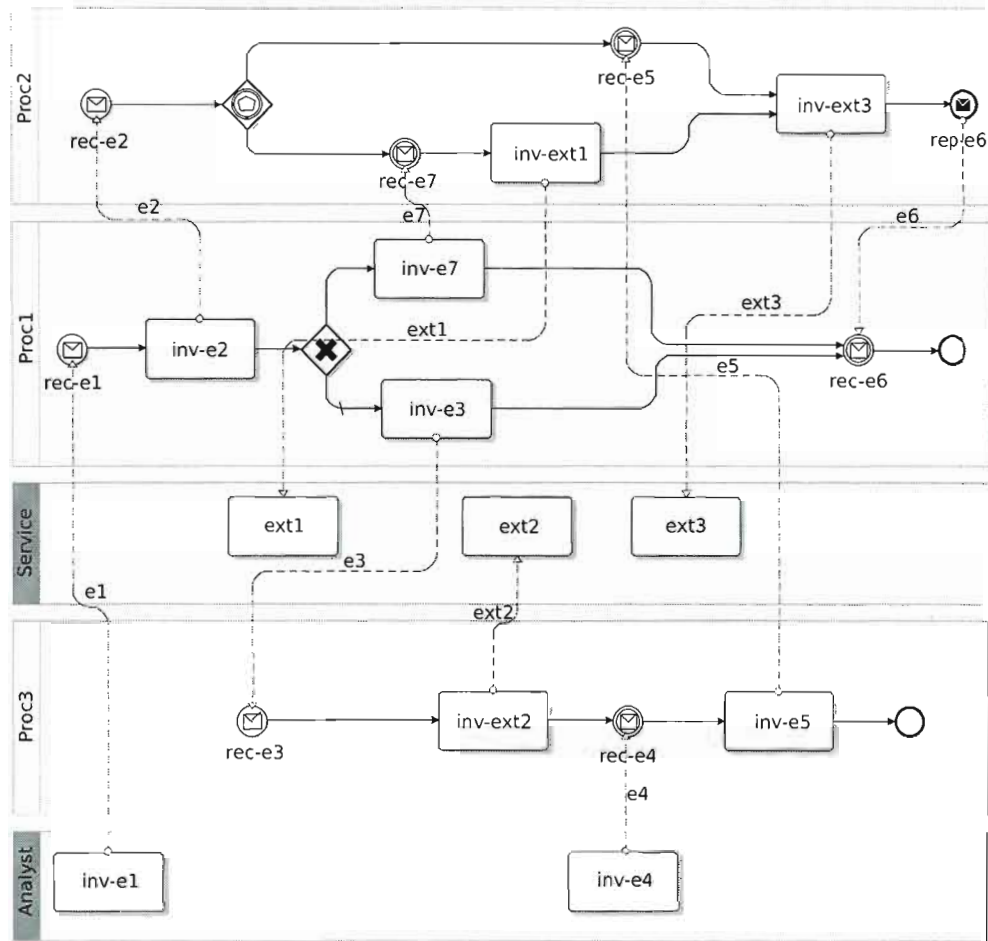 Proc2
rec-e2
rec-e5
rec-e7
inv-ext1
inv-ext3
rep-e6
e2
e7
e6
Proc1
rec-e1
inv-e2
inv-e7
ext1
inv-e3
ext3
e5
rec-e6
Service
ext1
ext2
ext3
e3
e1
ext2
Proc3
rec-e3
inv-ext2
rec-e4
inv-e5
e4
Analyst
inv-e1
inv-e4